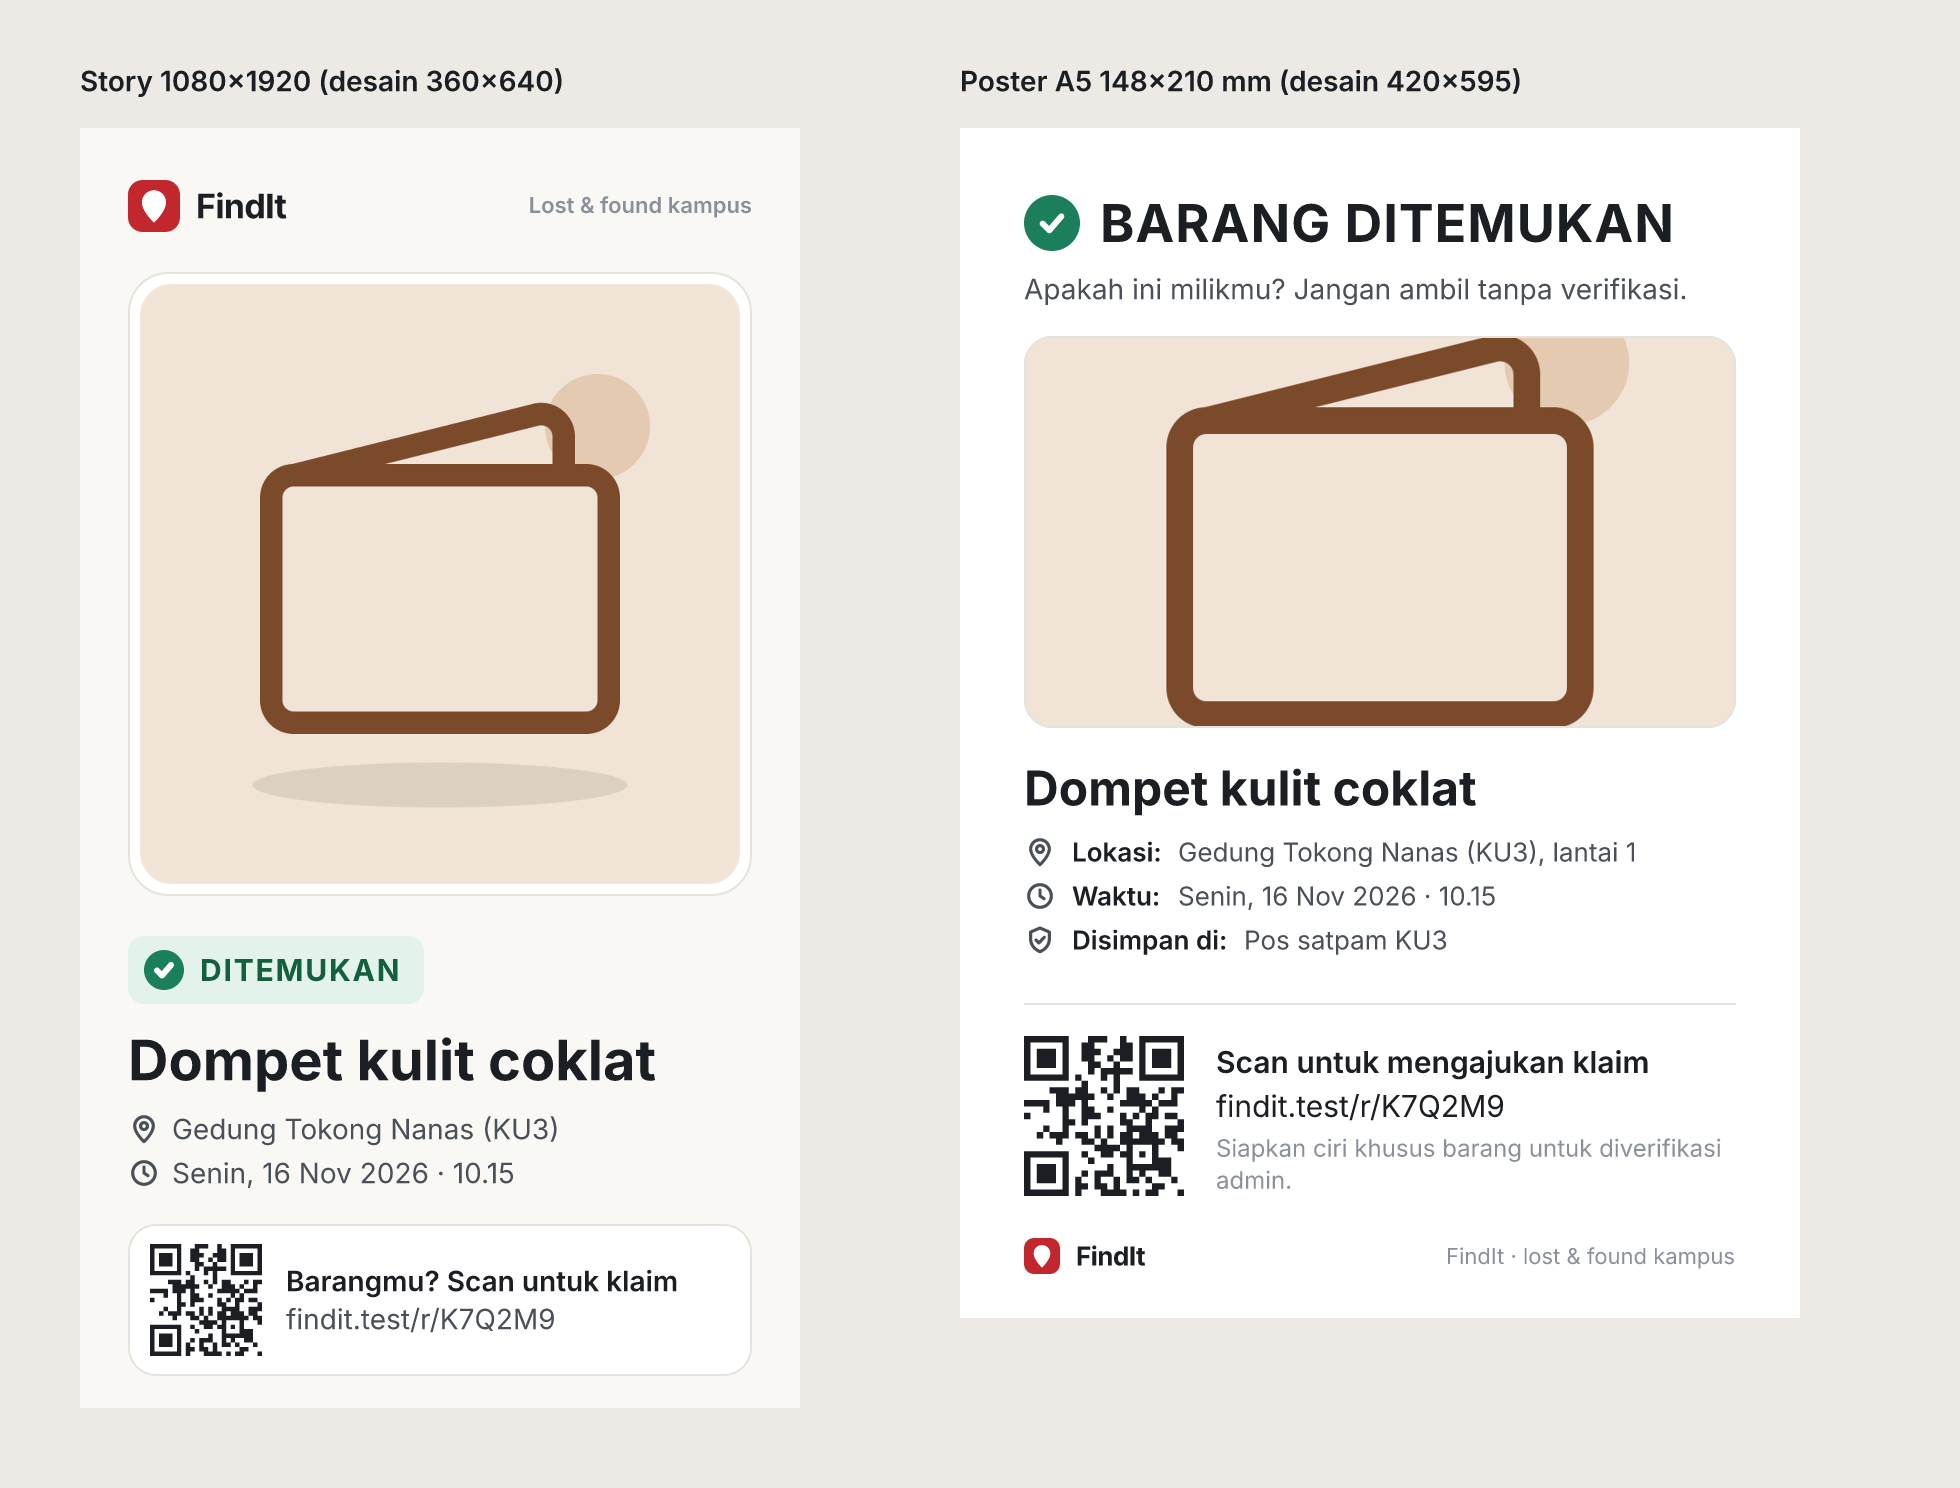 Story 1080×1920 (desain 360×640)
FindIt
Lost & found kampus
DITEMUKAN
Dompet kulit coklat
Gedung Tokong Nanas (KU3)
Senin, 16 Nov 2026 · 10.15
Barangmu? Scan untuk klaim
findit.test/r/K7Q2M9
Poster A5 148×210 mm (desain 420×595)
BARANG DITEMUKAN
Apakah ini milikmu? Jangan ambil tanpa verifikasi.
Dompet kulit coklat
Lokasi: Gedung Tokong Nanas (KU3), lantai 1
Waktu: Senin, 16 Nov 2026 · 10.15
Disimpan di: Pos satpam KU3
Scan untuk mengajukan klaim
findit.test/r/K7Q2M9
Siapkan ciri khusus barang untuk diverifikasi
admin.
FindIt
FindIt · lost & found kampus